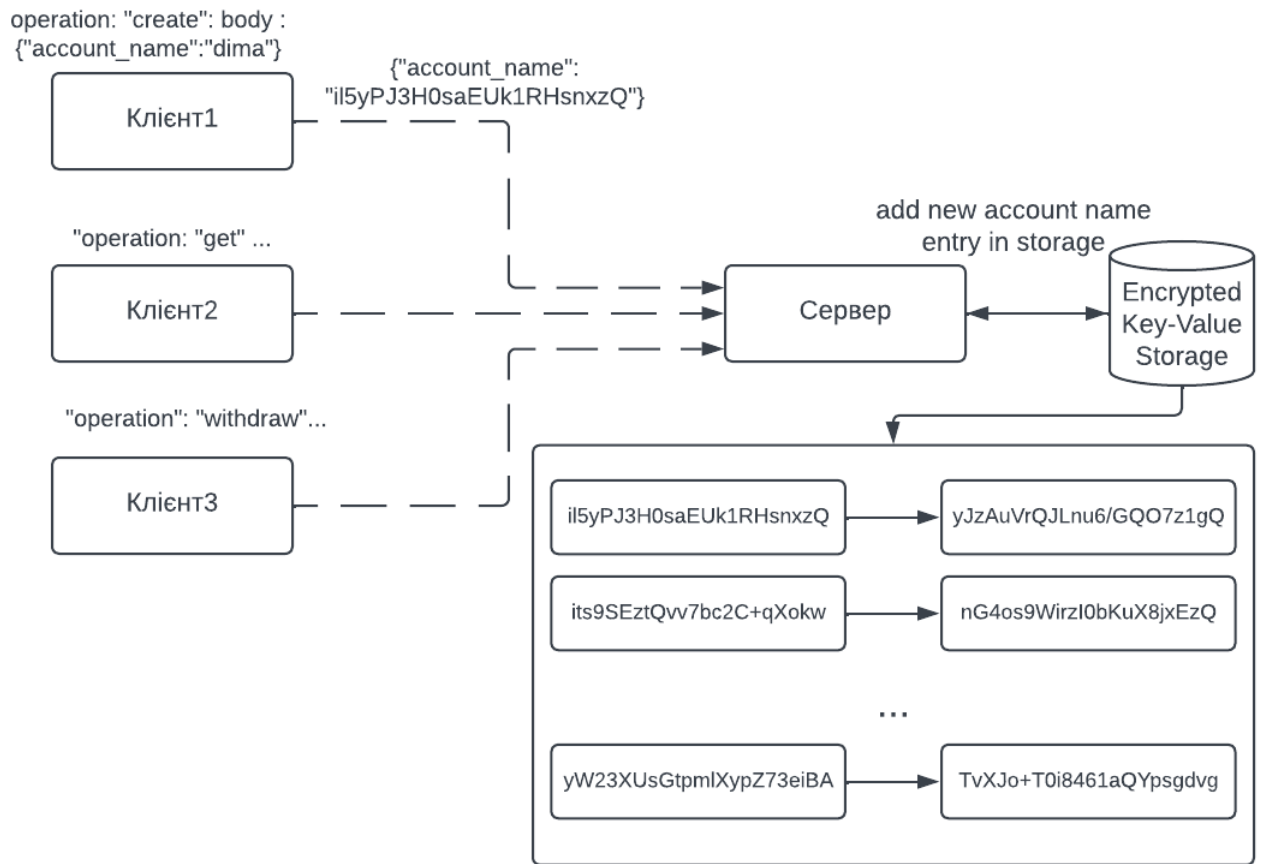 operation: "create": body :
{"account_name":"dima"}
{"account_name":
"il5yPJ3H0saEUk1RHsnxzQ"}
Клієнт1
"operation: "get" ...
Клієнт2
"operation": "withdraw"...
Клієнт3
Сервер
add new account name
entry in storage
Encrypted
Key-Value
Storage
il5yPJ3H0saEUk1RHsnxzQ
yJzAuVrQJLnu6/GQO7z1gQ
its9SEztQvv7bc2C+qXokw
nG4os9WirzI0bKuX8jxEzQ
...
yW23XUsGtpmlXypZ73eiBA
TvXJo+T0i8461aQYpsgdvg